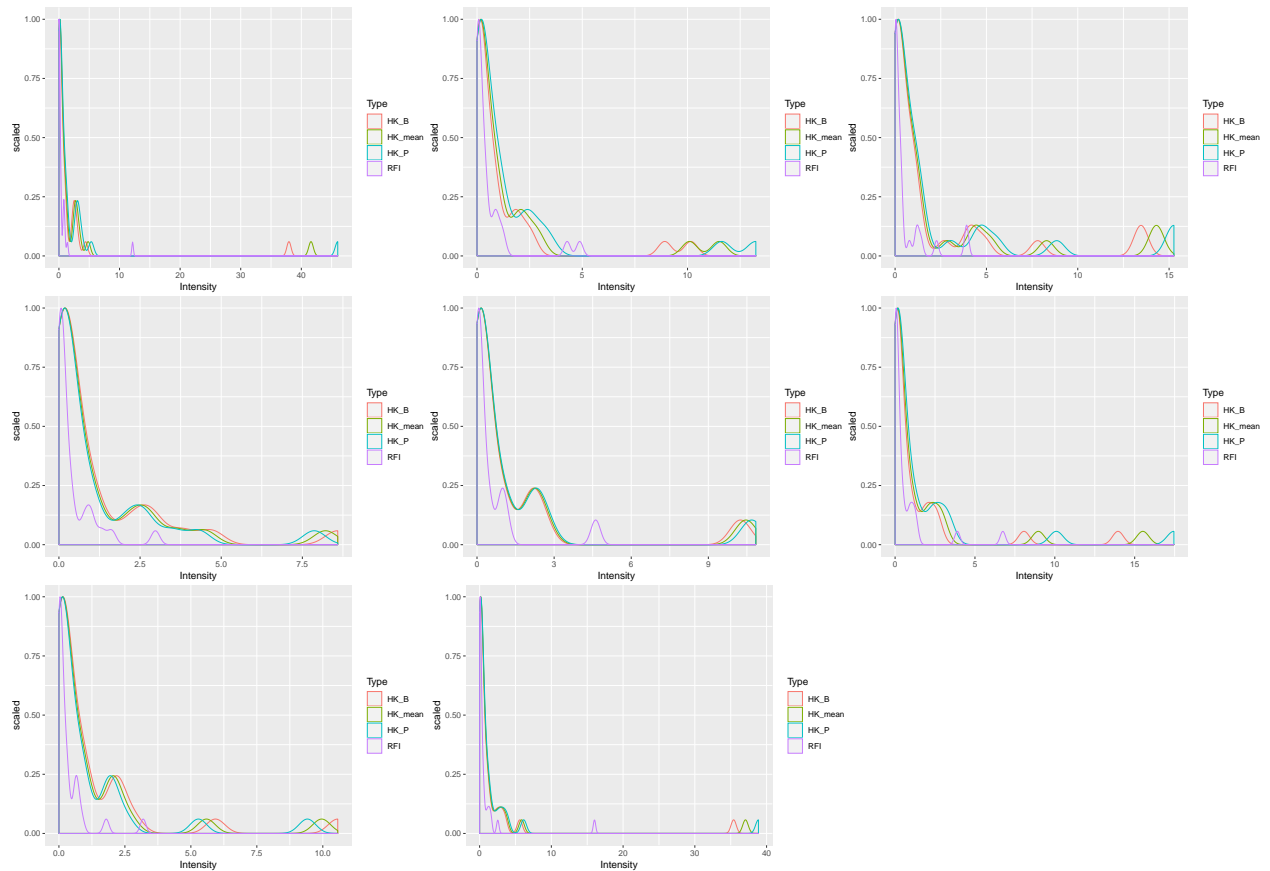 1.00
0.75
0.50
0.25
0.00
scaled
0
10
20
30
40
Intensity
Type
HK_B
HK_mean
HK_P
RFI
1.00
0.75
0.50
0.25
0.00
scaled
0
5
10
Intensity
Type
HK_B
HK_mean
HK_P
RFI
1.00
0.75
0.50
0.25
0.00
scaled
0
5
10
15
Intensity
Type
HK_B
HK_mean
HK_P
RFI
1.00
0.75
0.50
0.25
0.00
scaled
0.0
2.5
5.0
7.5
Intensity
Type
HK_B
HK_mean
HK_P
RFI
1.00
0.75
0.50
0.25
0.00
scaled
0
3
6
9
Intensity
Type
HK_B
HK_mean
HK_P
RFI
1.00
0.75
0.50
0.25
0.00
scaled
0
5
10
15
Intensity
Type
HK_B
HK_mean
HK_P
RFI
1.00
0.75
0.50
0.25
0.00
scaled
0.0
2.5
5.0
7.5
10.0
Intensity
Type
HK_B
HK_mean
HK_P
RFI
1.00
0.75
0.50
0.25
0.00
scaled
0
10
20
30
40
Intensity
Type
HK_B
HK_mean
HK_P
RFI